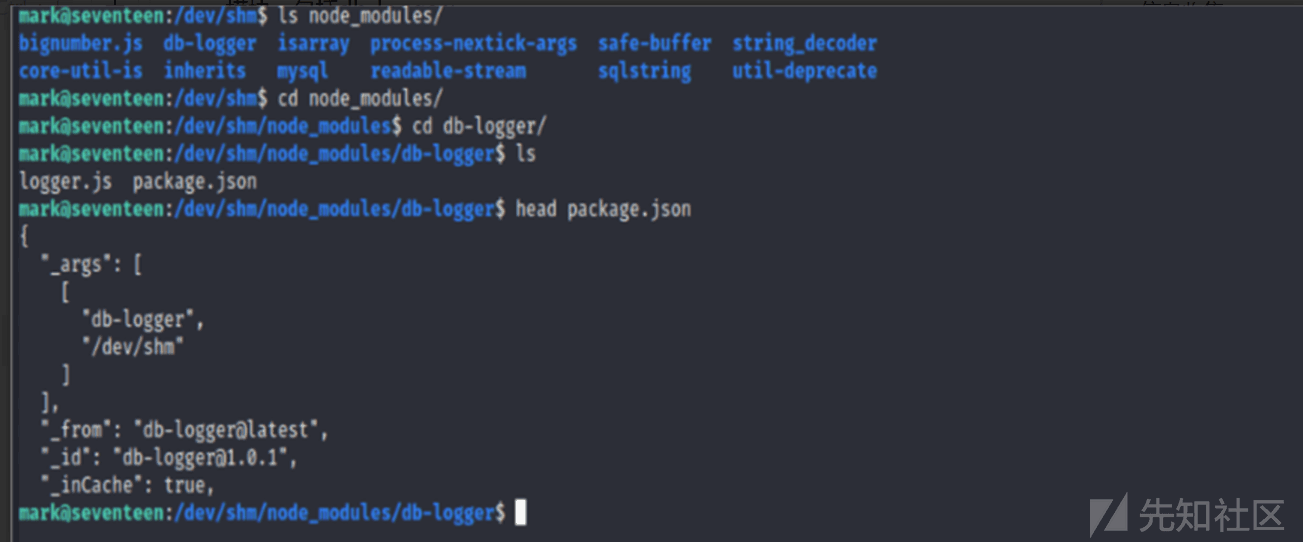 mark@seventeen:/dev/shm$ ls node_modules/
bignumber.js  db-logger  isarray  process-nextick-args  safe-buffer  string_decoder
core-util-is  inherits  mysql  readable-stream  sqlstring  util-deprecate
mark@seventeen:/dev/shm$ cd node_modules/
mark@seventeen:/dev/shm/node_modules$ cd db-logger/
mark@seventeen:/dev/shm/node_modules/db-logger$ ls
logger.js  package.json
mark@seventeen:/dev/shm/node_modules/db-logger$ head package.json
{
  "_args": [
    [
      "db-logger",
      "/dev/shm"
    ]
  ],
  "_from": "db-logger@latest",
  "_id": "db-logger@1.0.1",
  "_inCache": true,
mark@seventeen:/dev/shm/node_modules/db-logger$
先知社区